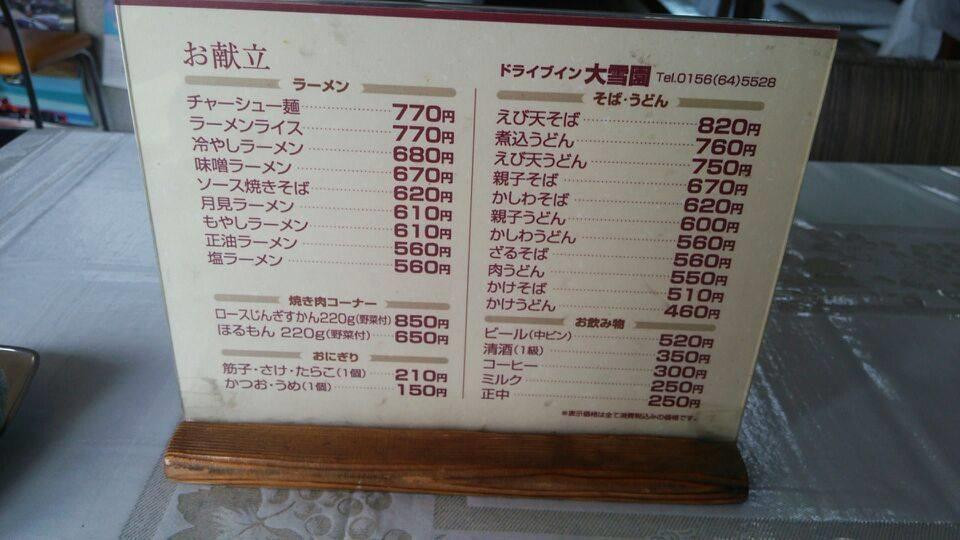 お献立
ラーメン
チャーシュー麺 770円
ラーメンライス 770円
冷やしラーメン 680円
味噌ラーメン 670円
ソース焼きそば 620円
月見ラーメン 610円
もやしラーメン 610円
正油ラーメン 560円
塩ラーメン 560円
焼き肉コーナー
ロースじんぎすかん220g(野菜付) 850円
ほるもん 220g(野菜付) 650円
おにぎり
筋子・さけ・たらこ(1個) 210円
かつお・うめ(1個) 150円
ドライブイン 大雪園 Tel.0156(64)5528
そば・うどん
えび天そば 820円
煮込うどん 760円
えび天うどん 750円
親子そば 670円
かしわそば 620円
親子うどん 600円
かしわうどん 560円
ざるそば 560円
肉うどん 550円
かけそば 510円
かけうどん 460円
お飲み物
ビール(中ビン) 520円
清酒(1級) 350円
コーヒー 300円
ミルク 250円
正中 250円
※表示価格は全て消費税込みの価格です。